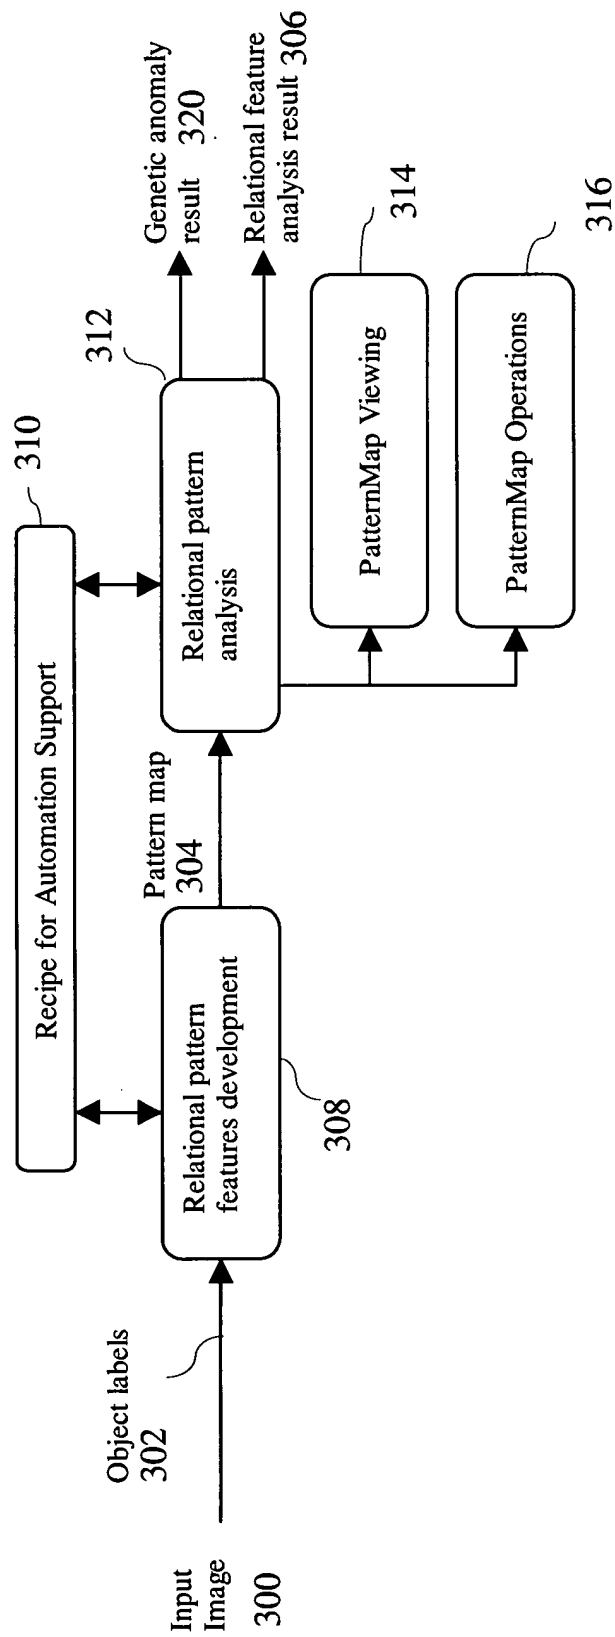 Recipe for Automation Support
310
Input
Image
300
Object labels
302
Relational pattern
features development
308
Pattern map
304
Relational pattern
analysis
312
Genetic anomaly
result 320
Relational feature
analysis result 306
PatternMap Viewing
314
PatternMap Operations
316